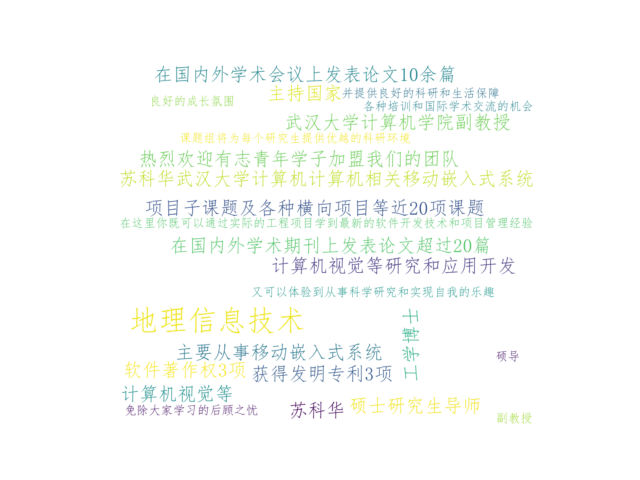 在国内外学术会议上发表论文10余篇
主持国家
并提供良好的科研和生活保障
良好的成长氛围
各种培训和国际学术交流的机会
武汉大学计算机学院副教授
课题组将为每个研究生提供优越的科研环境
热烈欢迎有志青年学子加盟我们的团队
苏科华武汉大学计算机计算机相关移动嵌入式系统
项目子课题及各种横向项目等近20项课题
在这里你既可以通过实际的工程项目学到最新的软件开发技术和项目管理经验
在国内外学术期刊上发表论文超过20篇
计算机视觉等研究和应用开发
又可以体验到从事科学研究和实现自我的乐趣
地理信息技术
工学博士
主要从事移动嵌入式系统
硕导
软件著作权3项
获得发明专利3项
计算机视觉等
免除大家学习的后顾之忧
苏科华
硕士研究生导师
副教授